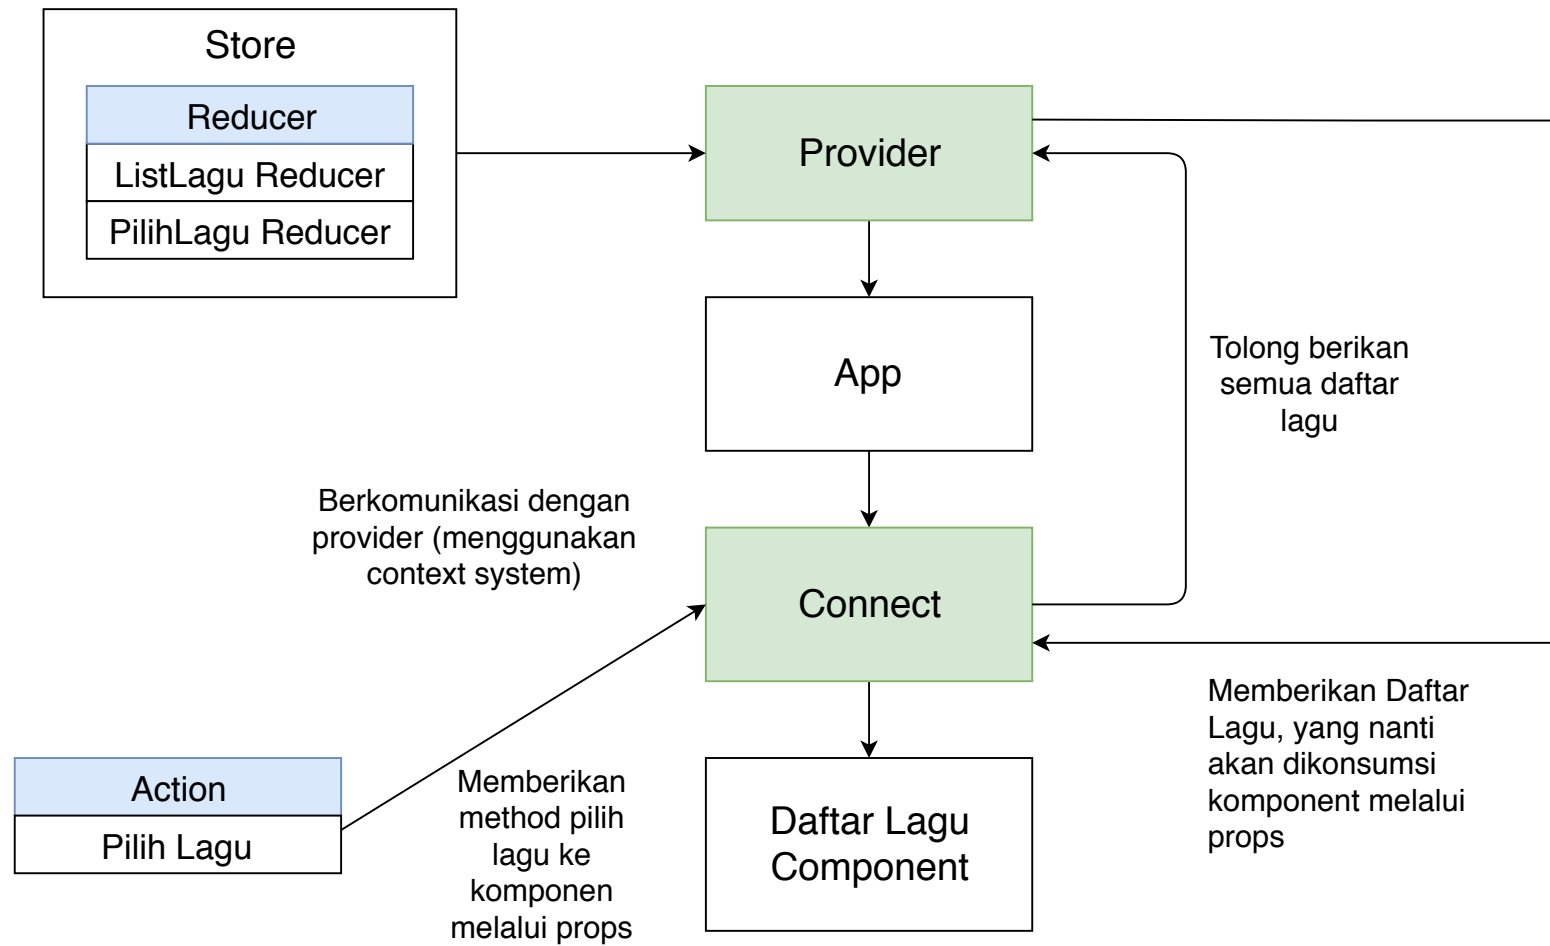 Store
Reducer
ListLagu Reducer
PilihLagu Reducer
Provider
App
Tolong berikan
semua daftar
lagu
Berkomunikasi dengan
provider (menggunakan
context system)
Connect
Memberikan Daftar
Lagu, yang nanti
akan dikonsumsi
komponent melalui
props
Action
Pilih Lagu
Memberikan
method pilih
lagu ke
komponen
melalui props
Daftar Lagu
Component